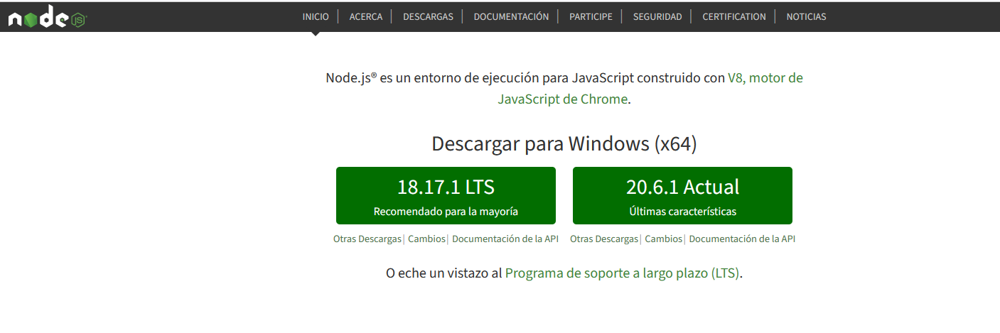 node JS
INICIO | ACERCA | DESCARGAS | DOCUMENTACIÓN | PARTICIPE | SEGURIDAD | CERTIFICATION | NOTICIAS
Node.js® es un entorno de ejecución para JavaScript construido con V8, motor de
JavaScript de Chrome.
Descargar para Windows (x64)
18.17.1 LTS
Recomendado para la mayoría
20.6.1 Actual
Últimas características
Otras Descargas | Cambios | Documentación de la API
Otras Descargas | Cambios | Documentación de la API
O eche un vistazo al Programa de soporte a largo plazo (LTS).